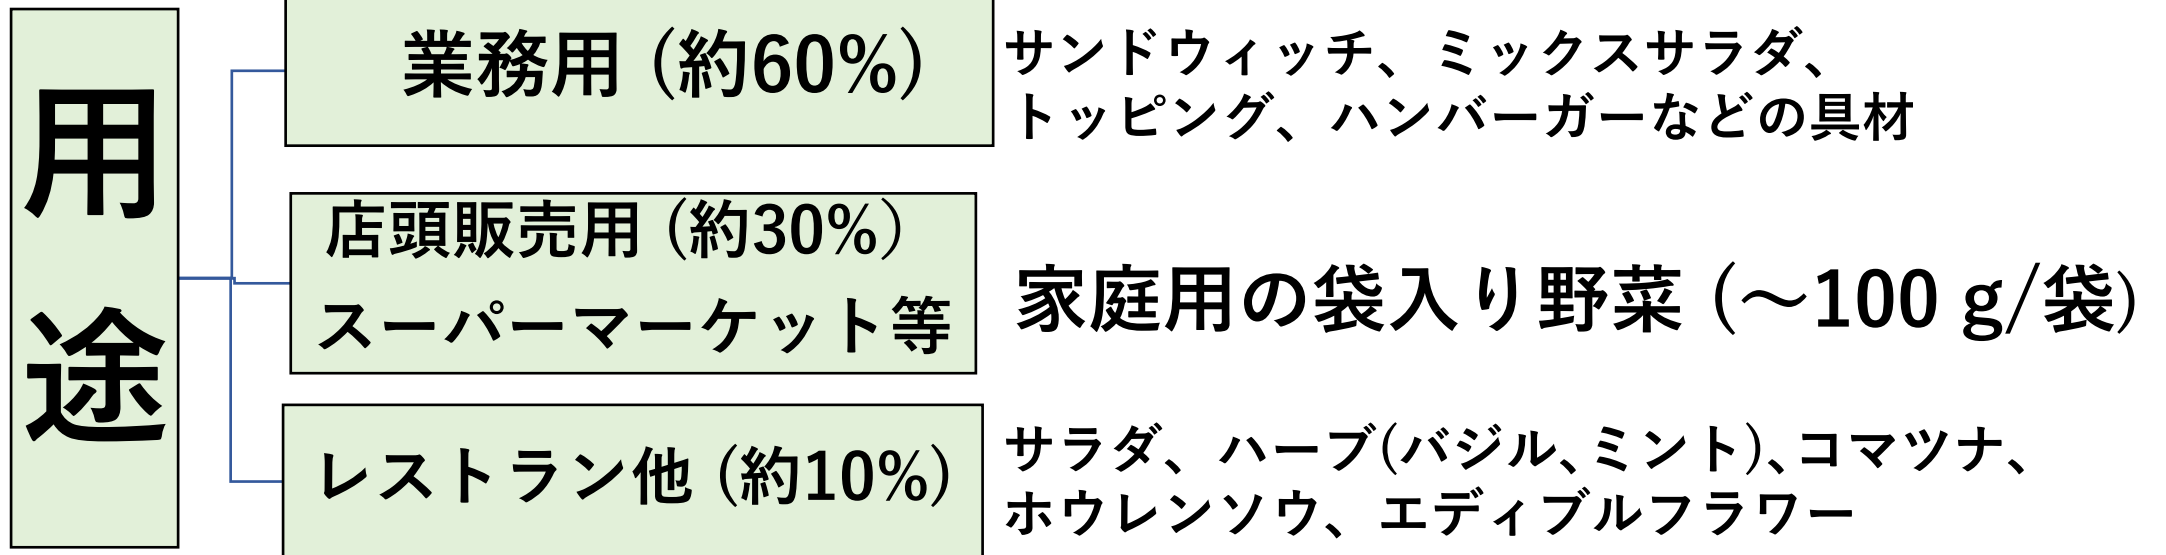 用途
業務用（約60%）
サンドウィッチ、ミックスサラダ、
トッピング、ハンバーガーなどの具材
店頭販売用（約30%）
スーパーマーケット等
家庭用の袋入り野菜（～100 g/袋）
レストラン他（約10%）
サラダ、ハーブ(バジル、ミント)、コマツナ、
ホウレンソウ、エディブルフラワー